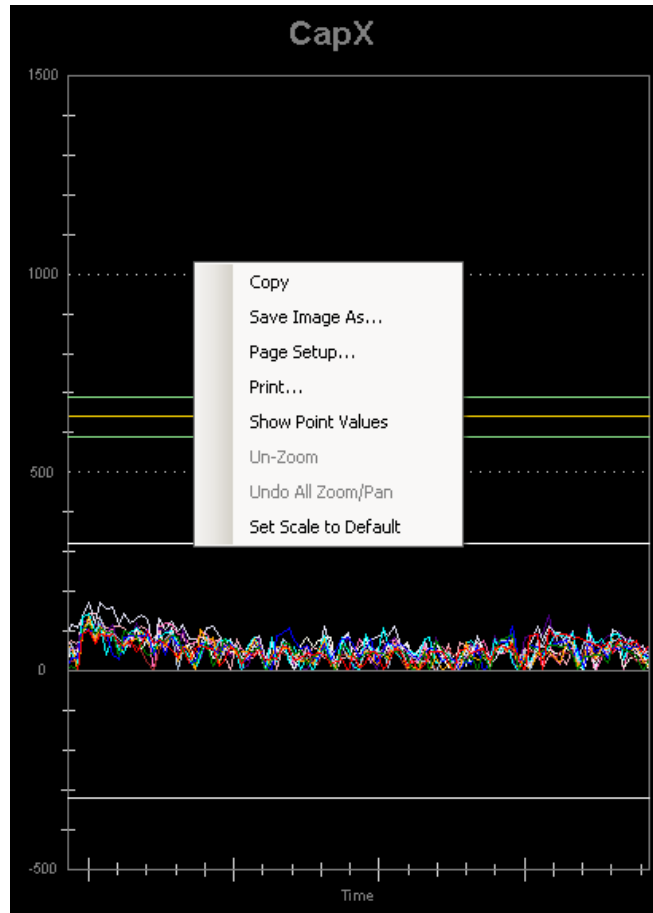 CapX
1500
1000
Copy
Save Image As...
Page Setup...
Print...
Show Point Values
500
Un-Zoom
Undo All Zoom/Pan
Set Scale to Default
0
-500
Time